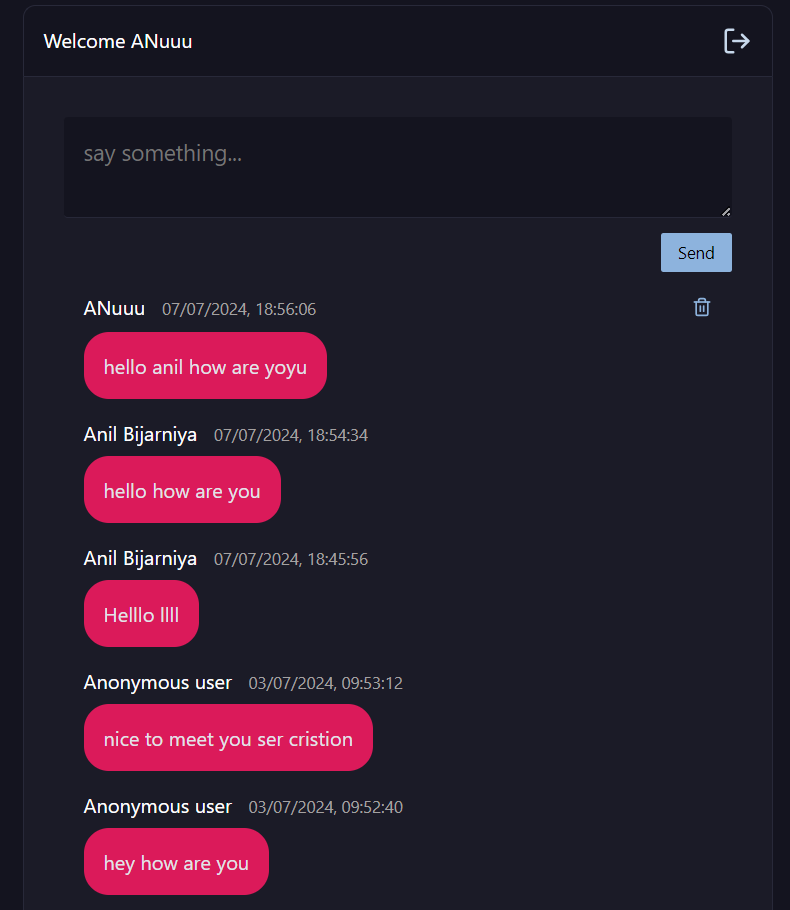 Welcome ANuuu
say something...
Send
ANuuu 07/07/2024, 18:56:06
hello anil how are yoyu
Anil Bijarniya 07/07/2024, 18:54:34
hello how are you
Anil Bijarniya 07/07/2024, 18:45:56
Helllo llll
Anonymous user 03/07/2024, 09:53:12
nice to meet you ser cristion
Anonymous user 03/07/2024, 09:52:40
hey how are you